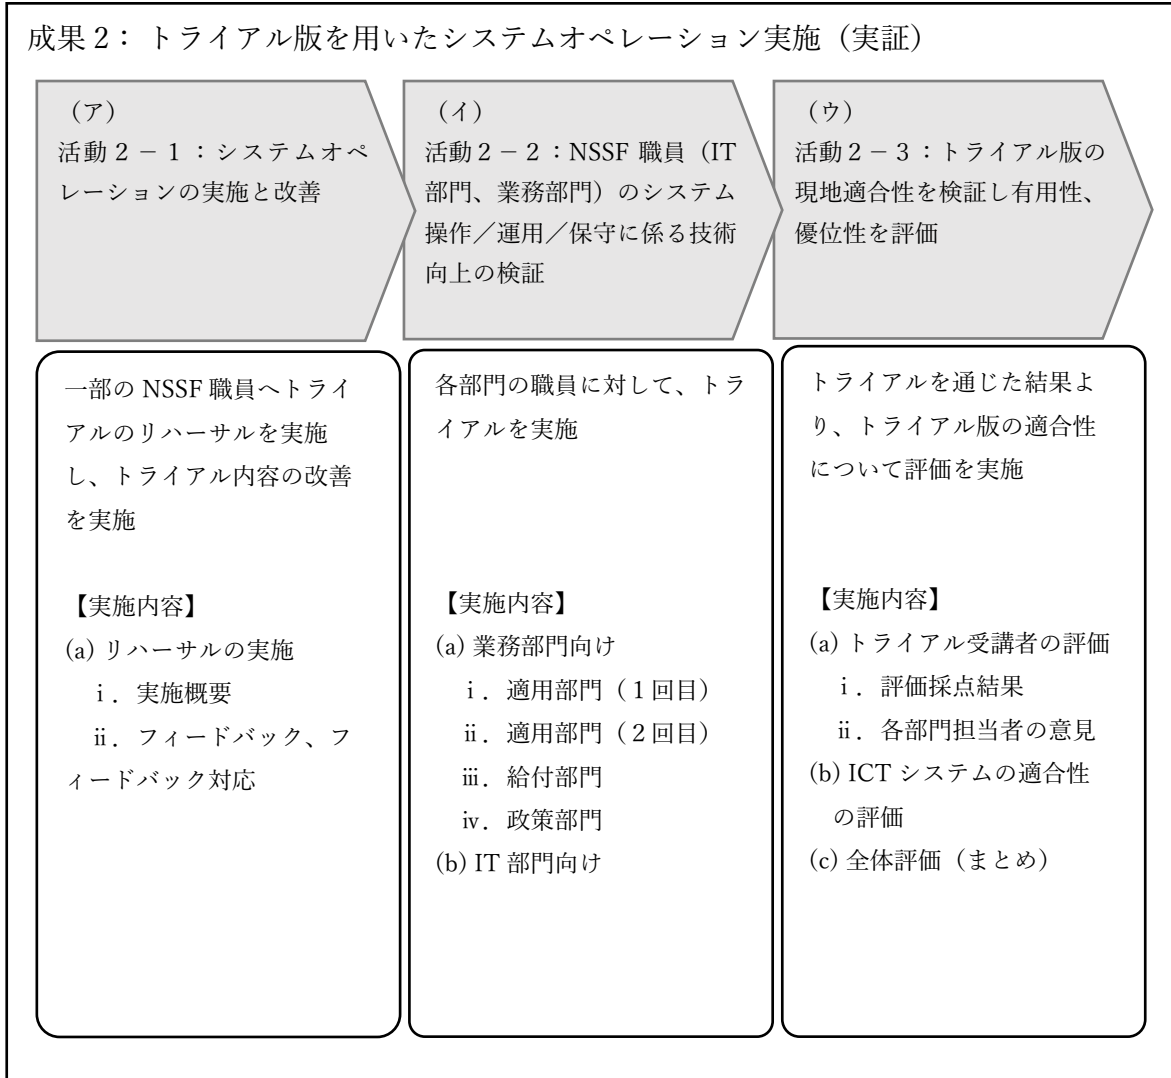 成果2： トライアル版を用いたシステムオペレーション実施（実証）
（ア）
活動２－１：システムオペ
レーションの実施と改善
（イ）
活動２－２：NSSF 職員（IT
部門、業務部門）のシステム
操作／運用／保守に係る技術
向上の検証
（ウ）
活動２－３：トライアル版の
現地適合性を検証し有用性、
優位性を評価
一部の NSSF 職員へトライ
アルのリハーサルを実施
し、トライアル内容の改善
を実施
【実施内容】
(a) リハーサルの実施
ⅰ．実施概要
ⅱ．フィードバック、フ
ィードバック対応
各部門の職員に対して、トラ
イアルを実施
【実施内容】
(a) 業務部門向け
ⅰ．適用部門（１回目）
ⅱ．適用部門（２回目）
ⅲ．給付部門
ⅳ．政策部門
(b) IT 部門向け
トライアルを通じた結果よ
り、トライアル版の適合性
について評価を実施
【実施内容】
(a) トライアル受講者の評価
ⅰ．評価採点結果
ⅱ．各部門担当者の意見
(b) ICT システムの適合性
の評価
(c) 全体評価（まとめ）